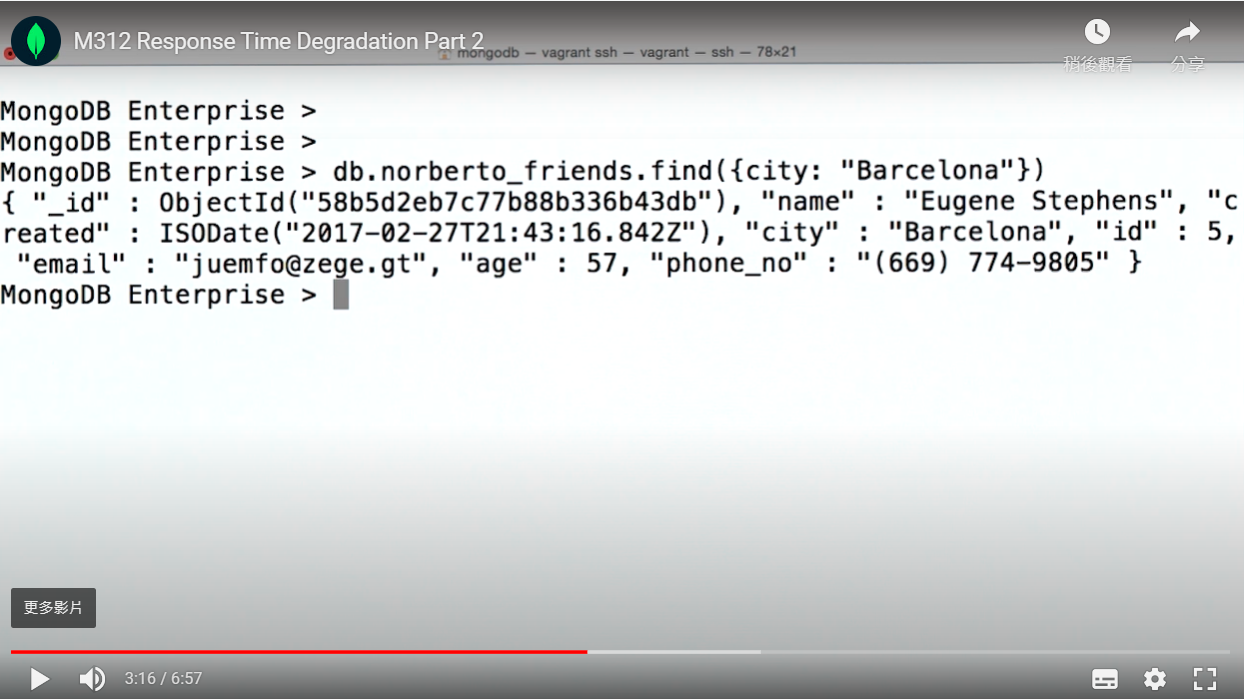 M312 Response Time Degradation Part 2
mongodb — vagrant ssh — vagrant — ssh — 78×21
稍後觀看
分享
MongoDB Enterprise >
MongoDB Enterprise >
MongoDB Enterprise > db.norberto_friends.find({city: "Barcelona"})
{ "_id" : ObjectId("58b5d2eb7c77b88b336b43db"), "name" : "Eugene Stephens", "c
reated" : ISODate("2017-02-27T21:43:16.842Z"), "city" : "Barcelona", "id" : 5,
 "email" : "juemfo@zege.gt", "age" : 57, "phone_no" : "(669) 774-9805" }
MongoDB Enterprise >
更多影片
3:16 / 6:57